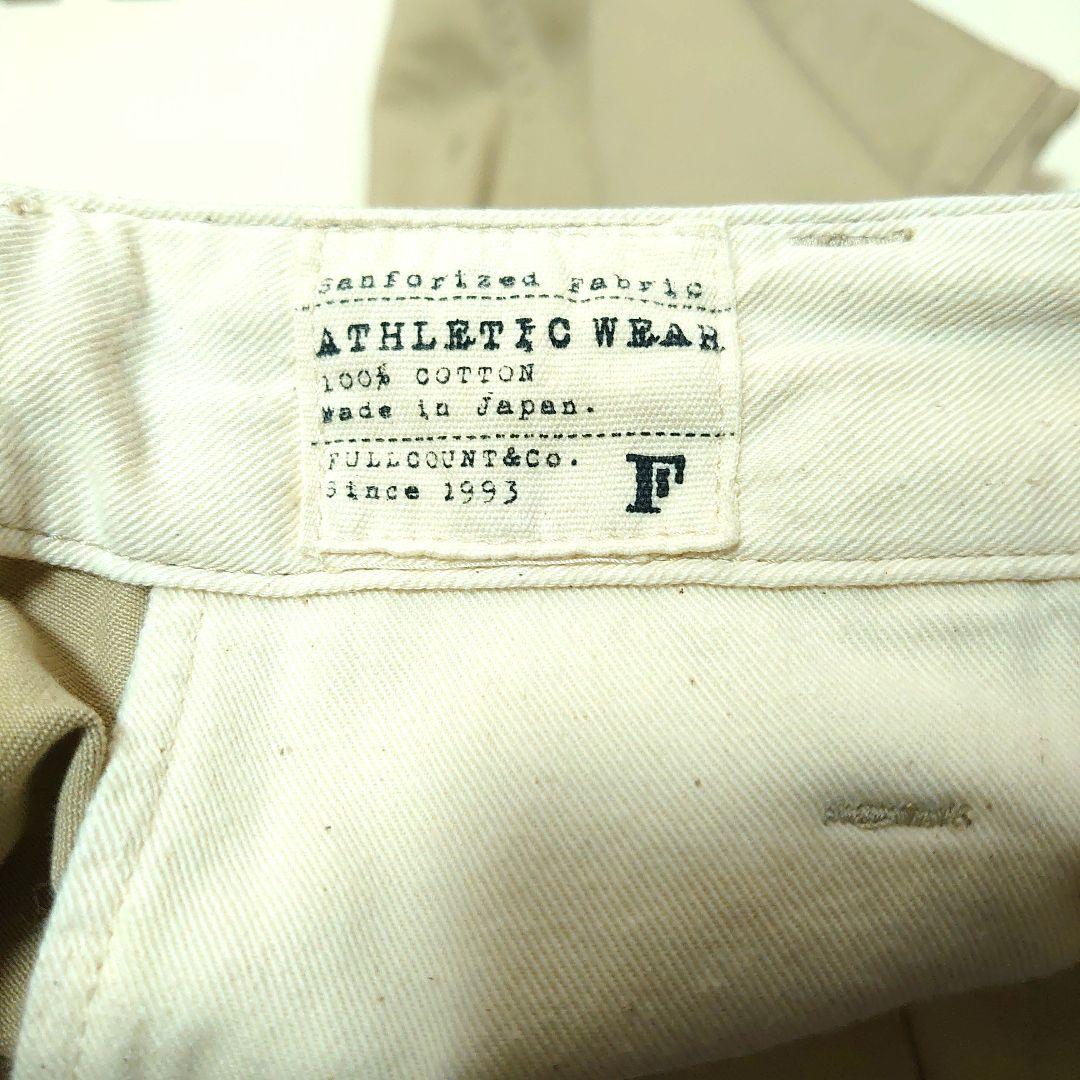 Sanforized Fabric
ATHLETIC WEAR
100% COTTON
Made in Japan.
FULLCOUNT&Co.
Since 1993
F